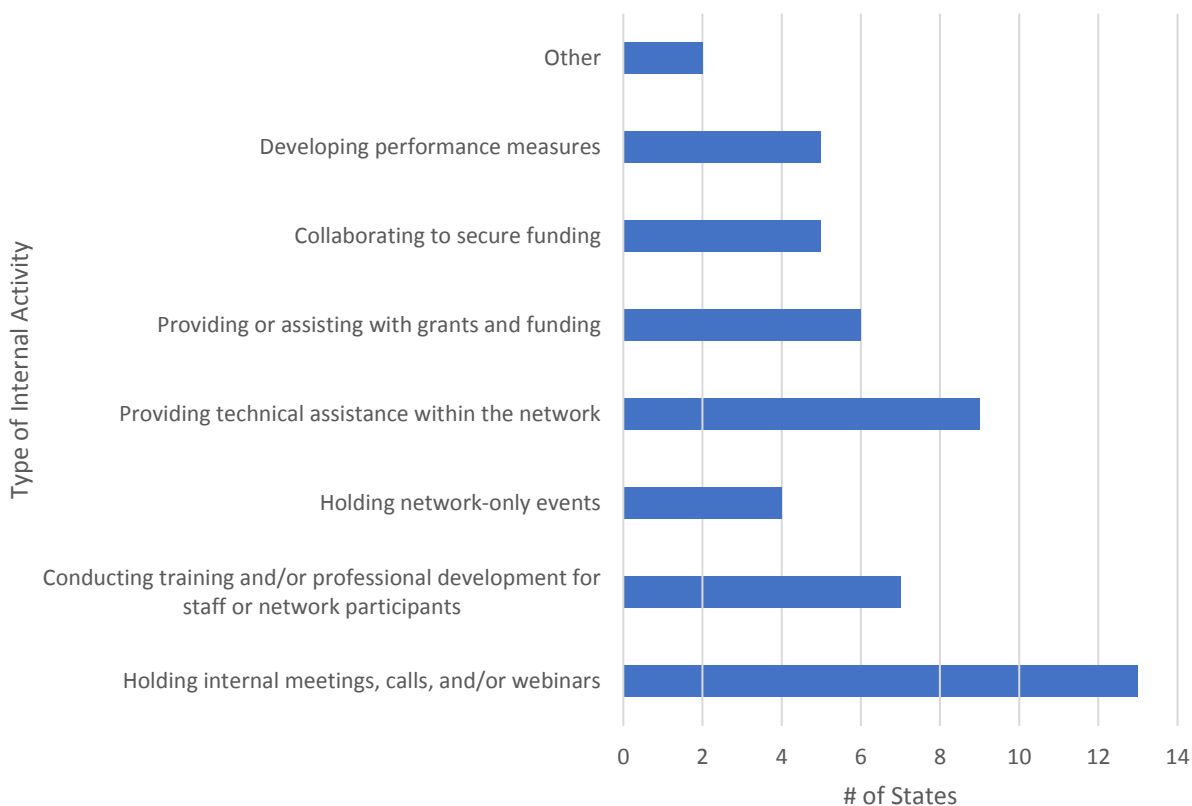 Type of Internal Activity
Other
Developing performance measures
Collaborating to secure funding
Providing or assisting with grants and funding
Providing technical assistance within the network
Holding network-only events
Conducting training and/or professional development for
staff or network participants
Holding internal meetings, calls, and/or webinars
0 2 4 6 8 10 12 14
# of States